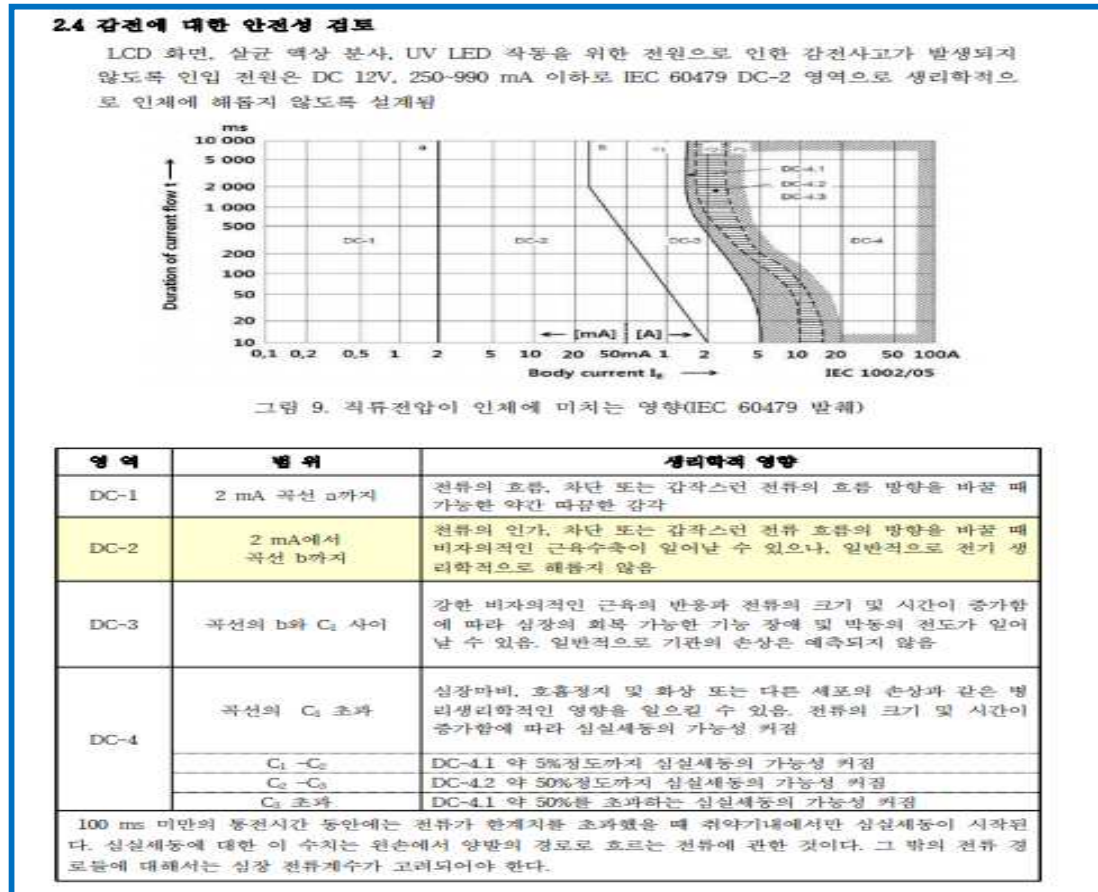 2.4 감전에 대한 안전성 검토
LCD 화면, 살균 액상 분사, UV LED 작동을 위한 전원으로 인한 감전사고가 발생되지
않도록 인입 전원은 DC 12V, 250~990 mA 이하로 IEC 60479 DC-2 영역으로 생리학적으
로 인체에 해롭지 않도록 설계됨
ms
10 000
5 000
2 000
1 000
500
200
100
50
20
10
Duration of current flow t
a
DC-1
DC-2
DC-3
DC-4
DC-4.1
DC-4.2
DC-4.3
[mA] [A]
0,1 0,2 0,5 1 2 5 10 20 50mA 1 2 5 10 20 50 100A
Body current I
IEC 1002/05
그림 9. 직류전압이 인체에 미치는 영향(IEC 60479 발췌)
영 역 범 위 생리학적 영향
DC-1 2 mA 곡선 a까지 전류의 흐름, 차단 또는 갑작스런 전류의 흐름 방향을 바꿀 때
가능한 약간 따끔한 감각
DC-2 2 mA에서
곡선 b까지
전류의 인가, 차단 또는 갑작스런 전류 흐름의 방향을 바꿀 때
비자의적인 근육수축이 일어날 수 있으나, 일반적으로 전기 생
리학적으로 해롭지 않음
DC-3 곡선의 b와 C₁ 사이
강한 비자의적인 근육의 반응과 전류의 크기 및 시간이 증가함
에 따라 심장의 회복 가능한 기능 장애 및 박동의 전도가 일어
날 수 있음. 일반적으로 기관의 손상은 예측되지 않음
DC-4 곡선의 C₁ 초과
심장마비, 호흡정지 및 화상 또는 다른 세포의 손상과 같은 병
리생리학적인 영향을 일으킬 수 있음. 전류의 크기 및 시간이
증가함에 따라 심실세동의 가능성 커짐
C₁ -C₂ DC-4.1 약 5%정도까지 심실세동의 가능성 커짐
C₂ -C₃ DC-4.2 약 50%정도까지 심실세동의 가능성 커짐
C₃ 초과 DC-4.1 약 50%를 초과하는 심실세동의 가능성 커짐
100 ms 미만의 통전시간 동안에는 전류가 한계치를 초과했을 때 취약기내에서만 심실세동이 시작된
다. 심실세동에 대한 이 수치는 왼손에서 양발의 경로로 흐르는 전류에 관한 것이다. 그 밖의 전류 경
로들에 대해서는 심장 전류계수가 고려되어야 한다.